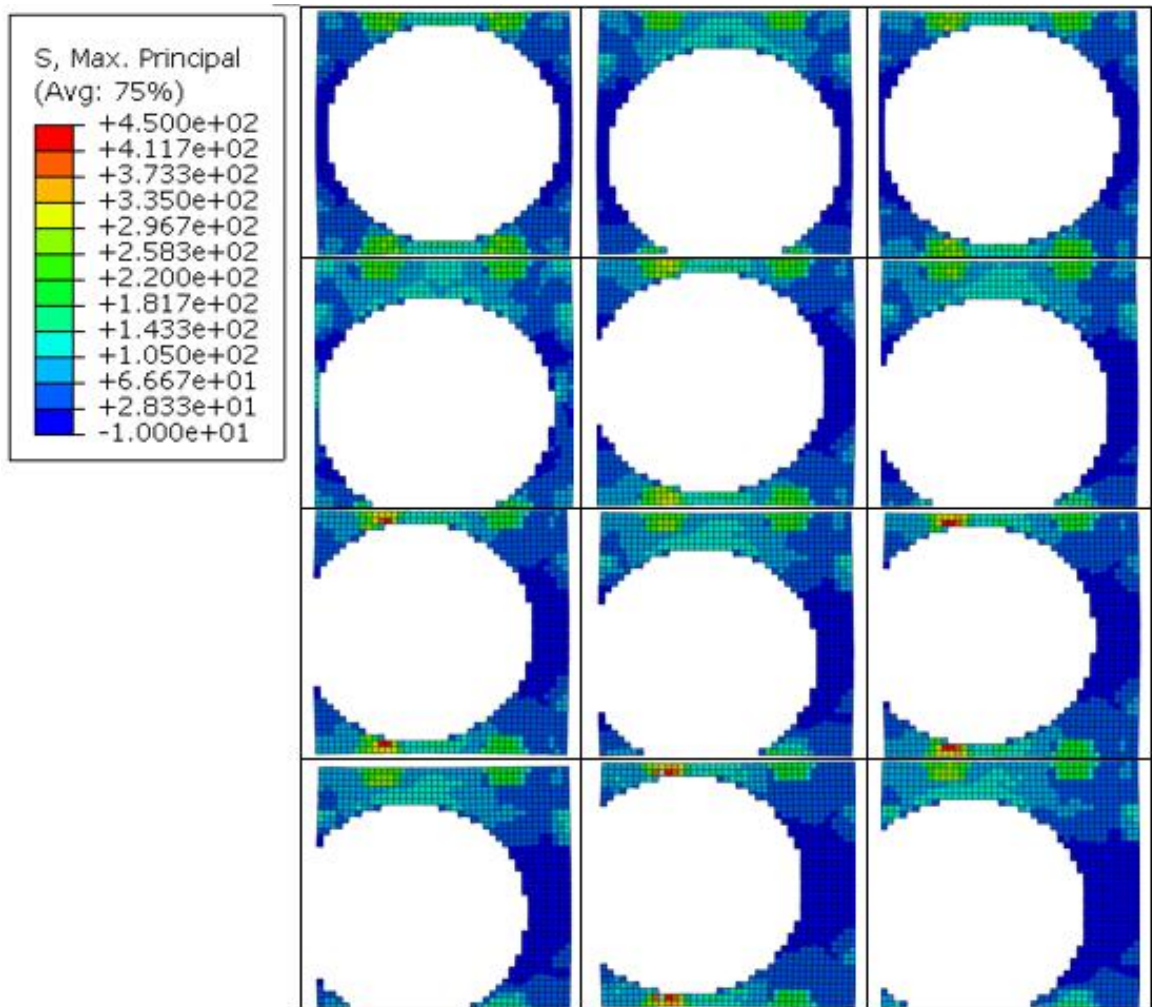 S, Max. Principal
(Avg: 75%)
+4.500e+02
+4.117e+02
+3.733e+02
+3.350e+02
+2.967e+02
+2.583e+02
+2.200e+02
+1.817e+02
+1.433e+02
+1.050e+02
+6.667e+01
+2.833e+01
-1.000e+01